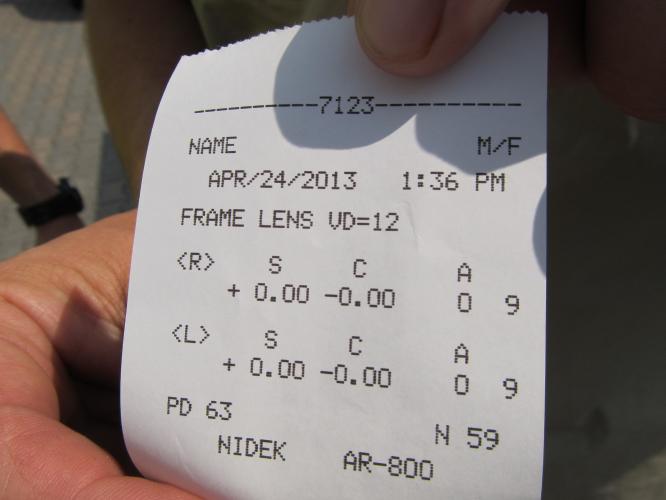 -----------7123-----------
NAME M/F
APR/24/2013 1:36 PM
FRAME LENS VD=12
<R> S C A
+ 0.00 -0.00 0 9
<L> S C A
+ 0.00 -0.00 0 9
PD 63 N 59
NIDEK AR-800